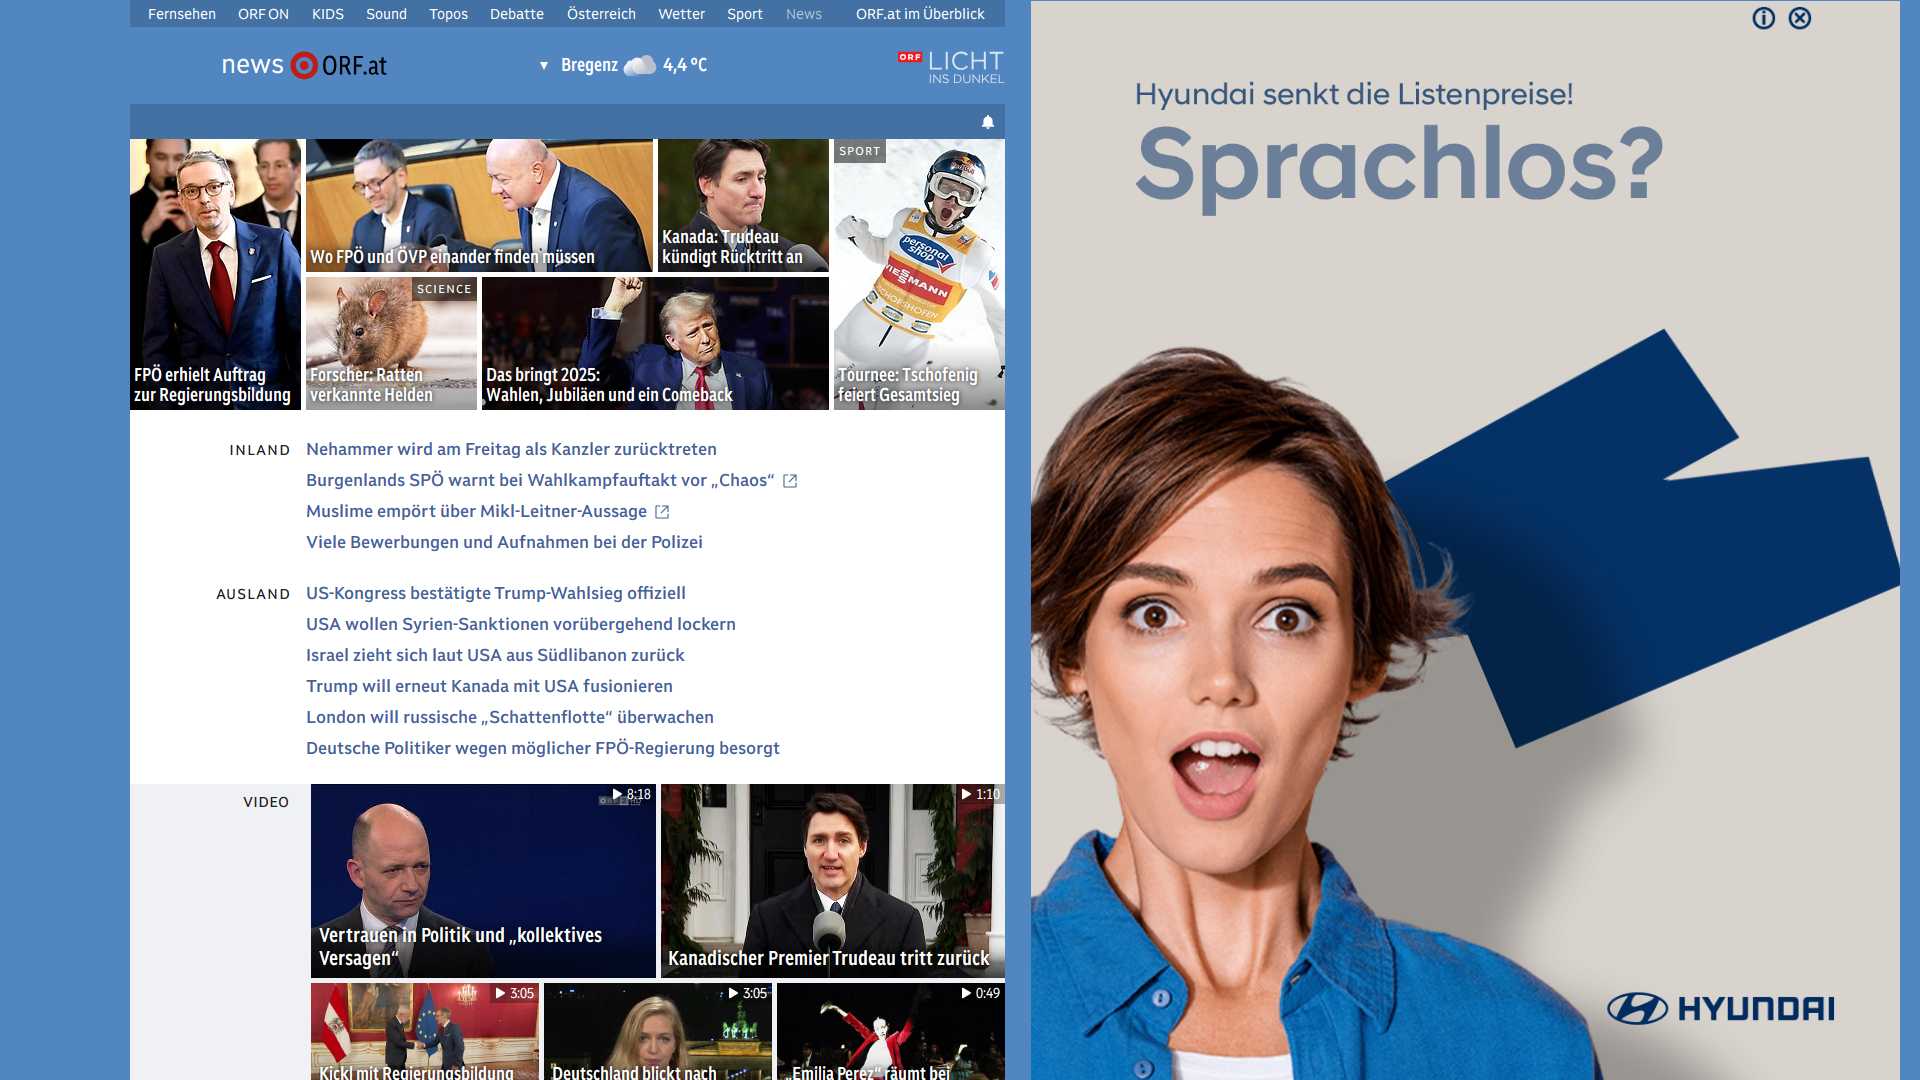 Fernsehen ORF ON KIDS Sound Topos Debatte Österreich Wetter Sport News ORF.at im Überblick
news ORF.at
Bregenz 4,4 °C
ORF LICHT
INS DUNKEL
FPÖ erhielt Auftrag
zur Regierungsbildung
Wo FPÖ und ÖVP einander finden müssen
Kanada: Trudeau
kündigt Rücktritt an
SPORT
personal
shop
VIESSMANN
BISCHOFSHOFEN
Tournee: Tschofenig
feiert Gesamtsieg
SCIENCE
Forscher: Ratten
verkannte Helden
Das bringt 2025:
Wahlen, Jubiläen und ein Comeback
INLAND
Nehammer wird am Freitag als Kanzler zurücktreten
Burgenlands SPÖ warnt bei Wahlkampfauftakt vor „Chaos“
Muslime empört über Mikl-Leitner-Aussage
Viele Bewerbungen und Aufnahmen bei der Polizei
AUSLAND
US-Kongress bestätigte Trump-Wahlsieg offiziell
USA wollen Syrien-Sanktionen vorübergehend lockern
Israel zieht sich laut USA aus Südlibanon zurück
Trump will erneut Kanada mit USA fusionieren
London will russische „Schattenflotte“ überwachen
Deutsche Politiker wegen möglicher FPÖ-Regierung besorgt
VIDEO
8:18
Vertrauen in Politik und „kollektives
Versagen“
1:10
Kanadischer Premier Trudeau tritt zurück
3:05
Kickl mit Regierungsbildung
3:05
Deutschland blickt nach
0:49
„Emilia Perez“ räumt bei
Hyundai senkt die Listenpreise!
Sprachlos?
HYUNDAI